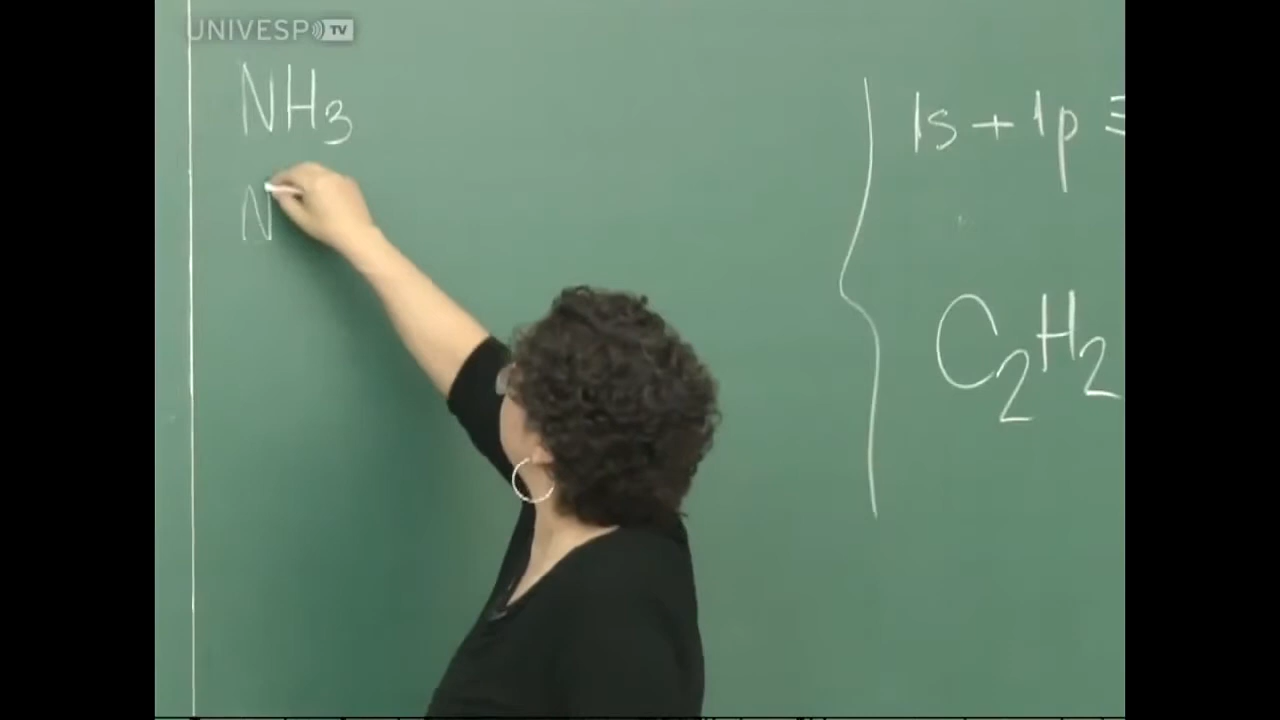 UNIVESP TV
NH3
N
1s + 1p =
C2H2